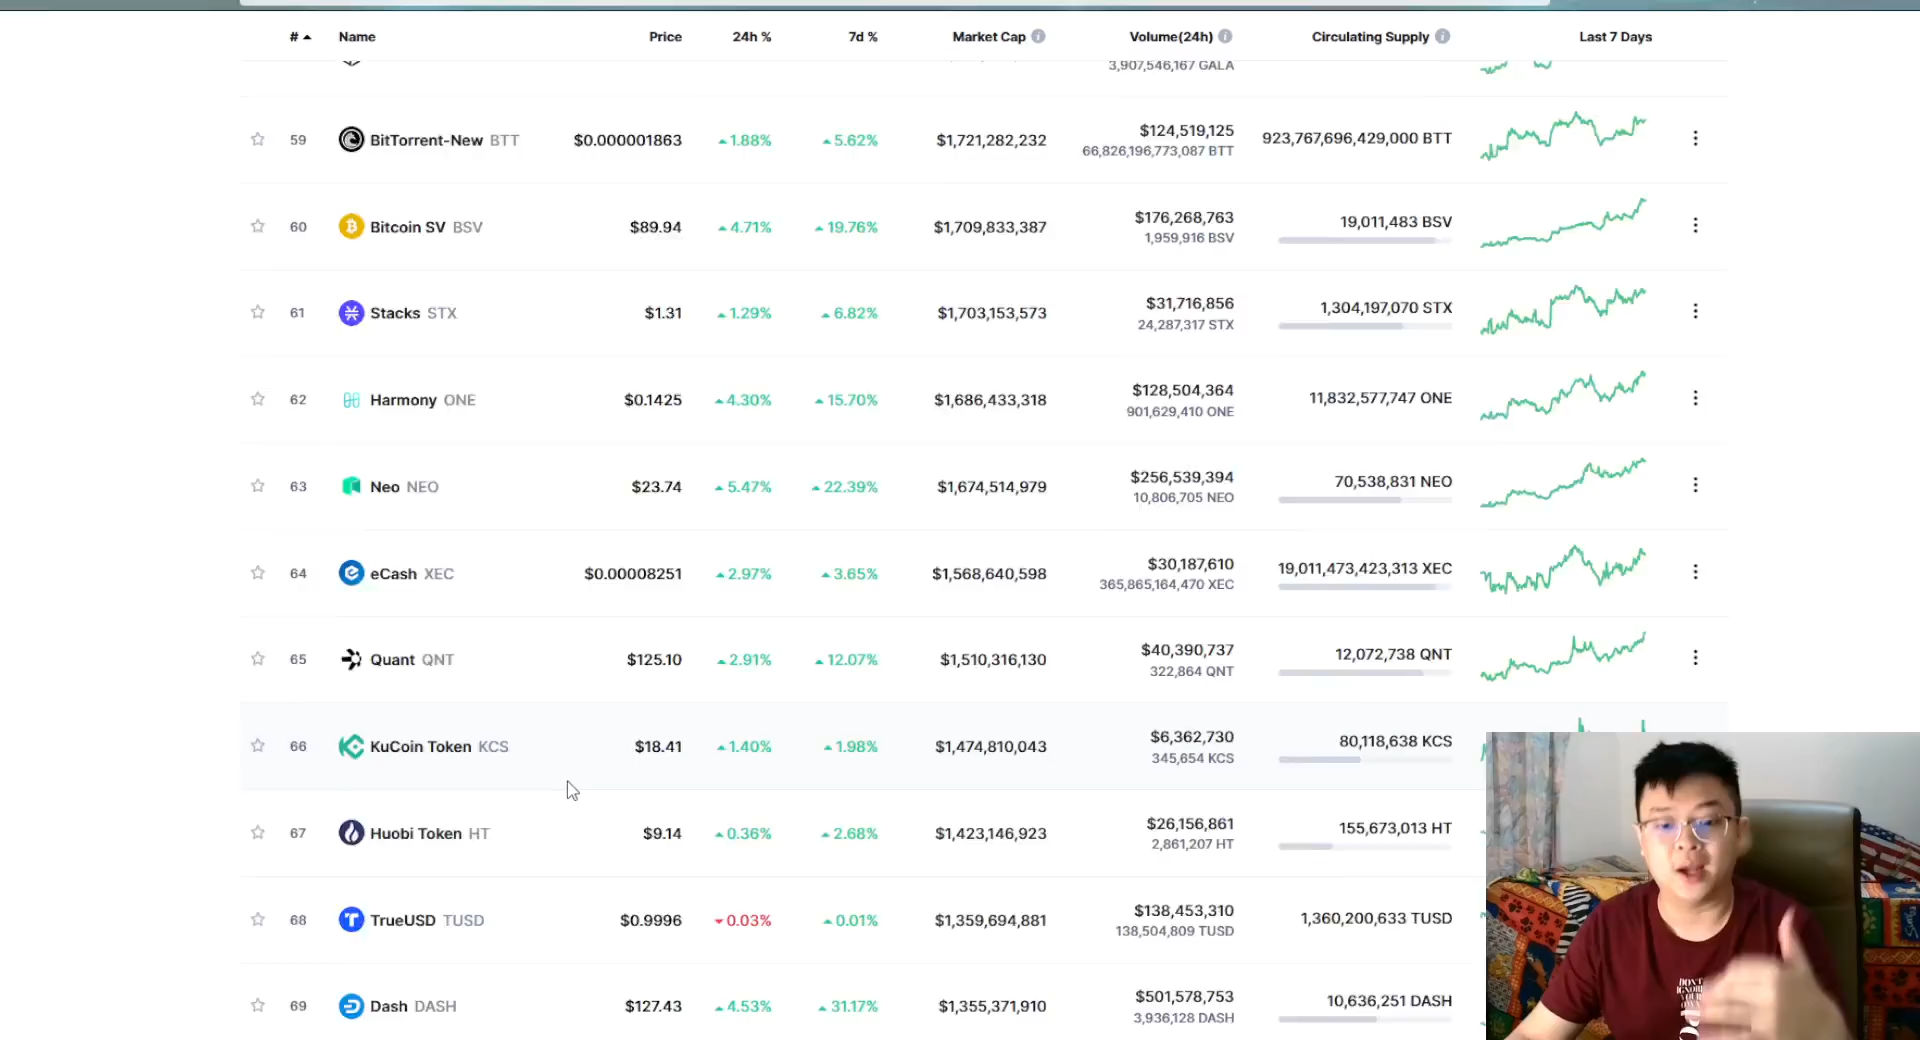 # Name Price 24h % 7d % Market Cap Volume(24h) Circulating Supply Last 7 Days
3,907,546,167 GALA
59 BitTorrent-New BTT $0.000001863 1.88% 5.62% $1,721,282,232 $124,519,125 923,767,696,429,000 BTT
66,826,196,773,087 BTT
60 Bitcoin SV BSV $89.94 4.71% 19.76% $1,709,833,387 $176,268,763 19,011,483 BSV
1,959,916 BSV
61 Stacks STX $1.31 1.29% 6.82% $1,703,153,573 $31,716,856 1,304,197,070 STX
24,287,317 STX
62 Harmony ONE $0.1425 4.30% 15.70% $1,686,433,318 $128,504,364 11,832,577,747 ONE
901,629,410 ONE
63 Neo NEO $23.74 5.47% 22.39% $1,674,514,979 $256,539,394 70,538,831 NEO
10,806,705 NEO
64 eCash XEC $0.00008251 2.97% 3.65% $1,568,640,598 $30,187,610 19,011,473,423,313 XEC
365,865,164,470 XEC
65 Quant QNT $125.10 2.91% 12.07% $1,510,316,130 $40,390,737 12,072,738 QNT
322,864 QNT
66 KuCoin Token KCS $18.41 1.40% 1.98% $1,474,810,043 $6,362,730 80,118,638 KCS
345,654 KCS
67 Huobi Token HT $9.14 0.36% 2.68% $1,423,146,923 $26,156,861 155,673,013 HT
2,861,207 HT
68 TrueUSD TUSD $0.9996 0.03% 0.01% $1,359,694,881 $138,453,310 1,360,200,633 TUSD
138,504,809 TUSD
69 Dash DASH $127.43 4.53% 31.17% $1,355,371,910 $501,578,753 10,636,251 DASH
3,936,128 DASH
DON'T
IGNORE
YOUR